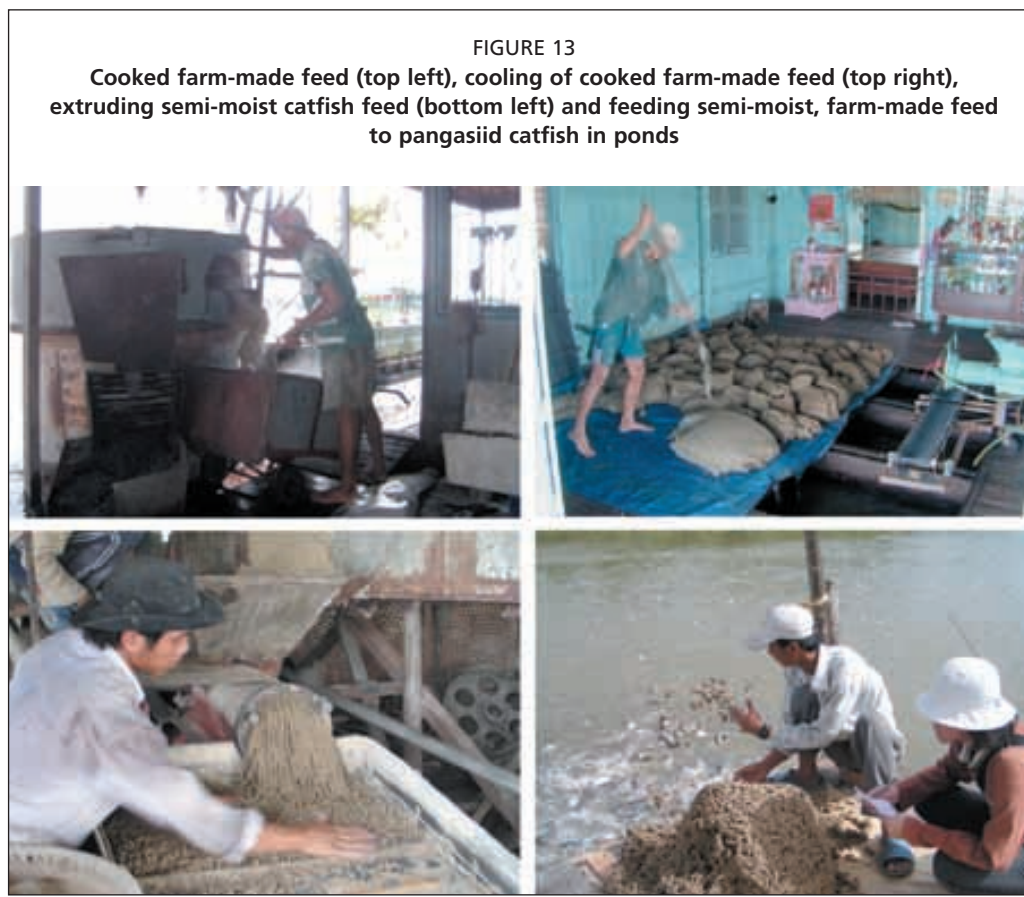 FIGURE 13
Cooked farm-made feed (top left), cooling of cooked farm-made feed (top right),
extruding semi-moist catfish feed (bottom left) and feeding semi-moist, farm-made feed
to pangasiid catfish in ponds